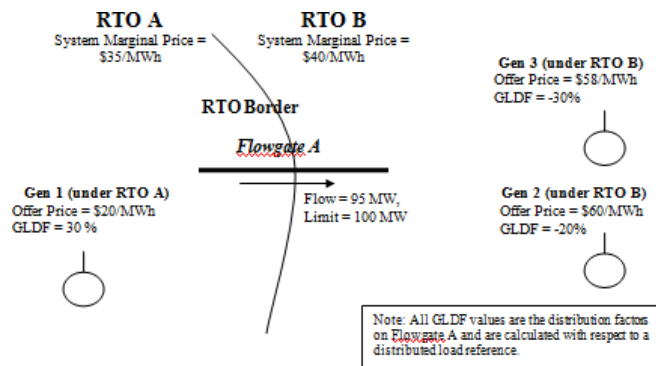 RTO A
System Marginal Price =
$35/MWh
RTO B
System Marginal Price =
$40/MWh
Gen 3 (under RTO B)
Offer Price = $58/MWh
GLDF = -30%
RTO Border
Flowgate A
Flow = 95 MW,
Limit = 100 MW
Gen 1 (under RTO A)
Offer Price = $20/MWh
GLDF = 30 %
Gen 2 (under RTO B)
Offer Price = $60/MWh
GLDF = -20%
Note: All GLDF values are the distribution factors
on Flowgate A and are calculated with respect to a
distributed load reference.